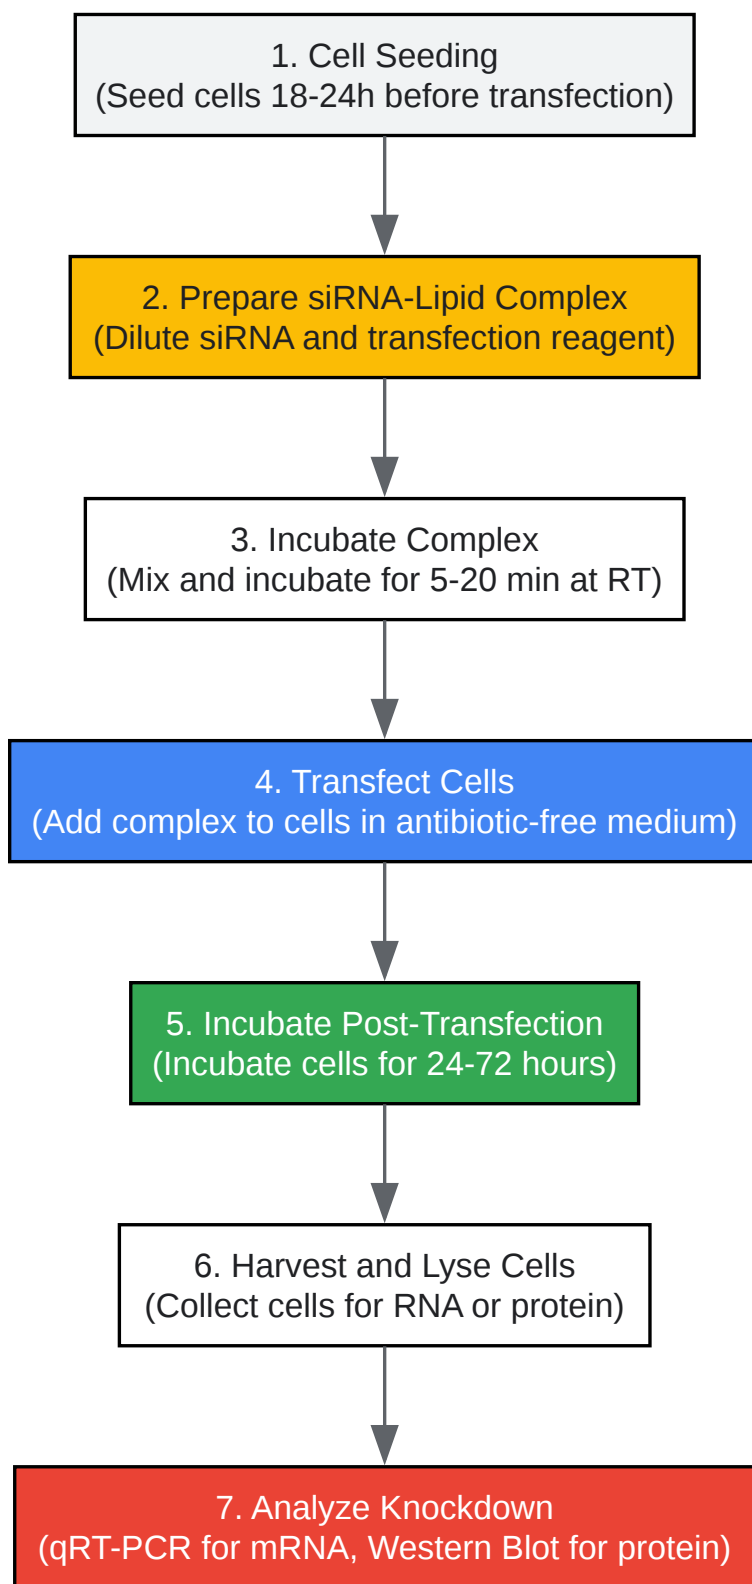 1. Cell Seeding
(Seed cells 18-24h before transfection)
2. Prepare siRNA-Lipid Complex
(Dilute siRNA and transfection reagent)
3. Incubate Complex
(Mix and incubate for 5-20 min at RT)
4. Transfect Cells
(Add complex to cells in antibiotic-free medium)
5. Incubate Post-Transfection
(Incubate cells for 24-72 hours)
6. Harvest and Lyse Cells
(Collect cells for RNA or protein)
7. Analyze Knockdown
(qRT-PCR for mRNA, Western Blot for protein)